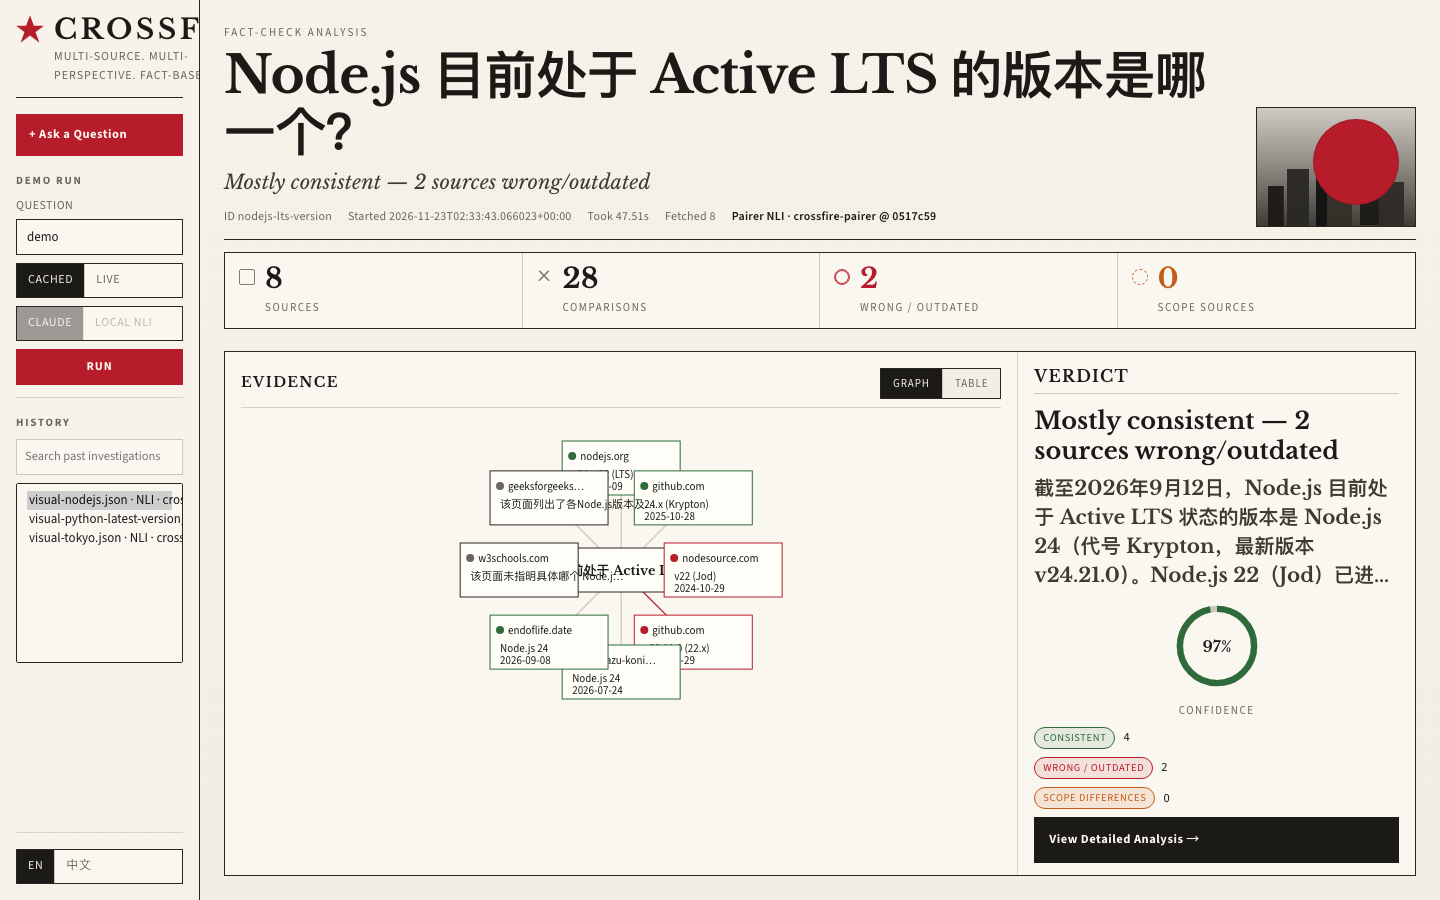 CROSSF
MULTI-SOURCE. MULTI-
PERSPECTIVE. FACT-BASE
+ Ask a Question
DEMO RUN
QUESTION
demo
CACHED LIVE
CLAUDE LOCAL NLI
RUN
HISTORY
Search past investigations
visual-nodejs.json · NLI · cros
visual-python-latest-version
visual-tokyo.json · NLI · cross
EN 中文
FACT-CHECK ANALYSIS
Node.js 目前处于 Active LTS 的版本是哪
一个？
Mostly consistent — 2 sources wrong/outdated
ID nodejs-lts-version Started 2026-11-23T02:33:43.066023+00:00 Took 47.51s Fetched 8 Pairer NLI · crossfire-pairer @ 0517c59
8
SOURCES
28
COMPARISONS
2
WRONG / OUTDATED
0
SCOPE SOURCES
EVIDENCE
GRAPH TABLE
nodejs.org
(LTS)
-09
geeksforgeeks…
该页面列出了各Node.js版本及
github.com
24.x (Krypton)
2025-10-28
w3schools.com
该页面未指明具体哪个Node.j…
前处于 Active L
nodesource.com
v22 (Jod)
2024-10-29
endoflife.date
Node.js 24
2026-09-08
github.com
(22.x)
-29
azu-koni…
Node.js 24
2026-07-24
VERDICT
Mostly consistent — 2
sources wrong/outdated
截至2026年9月12日，Node.js 目前处
于 Active LTS 状态的版本是 Node.js
24（代号 Krypton，最新版本
v24.21.0）。Node.js 22（Jod）已进…
97%
CONFIDENCE
CONSISTENT 4
WRONG / OUTDATED 2
SCOPE DIFFERENCES 0
View Detailed Analysis →